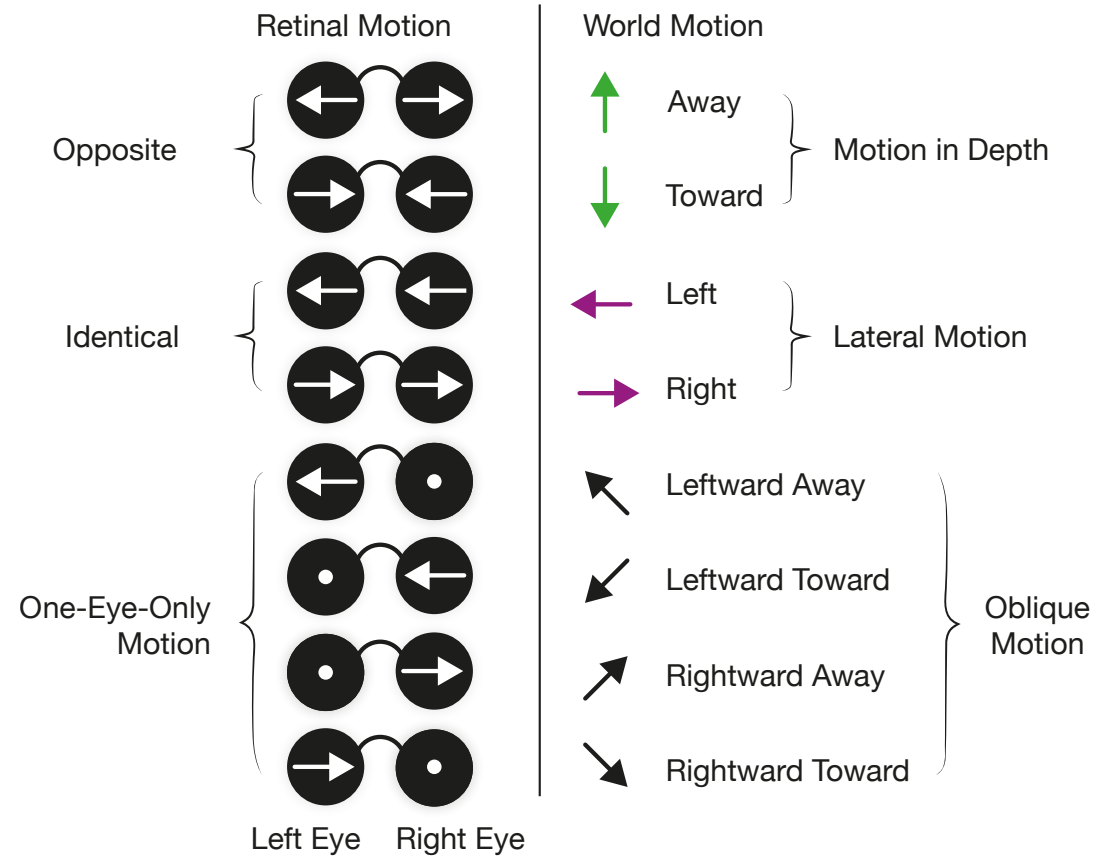 Retinal Motion
World Motion
Opposite
Away
Toward
Motion in Depth
Identical
Left
Right
Lateral Motion
One-Eye-Only
Motion
Leftward Away
Leftward Toward
Rightward Away
Rightward Toward
Oblique
Motion
Left Eye
Right Eye